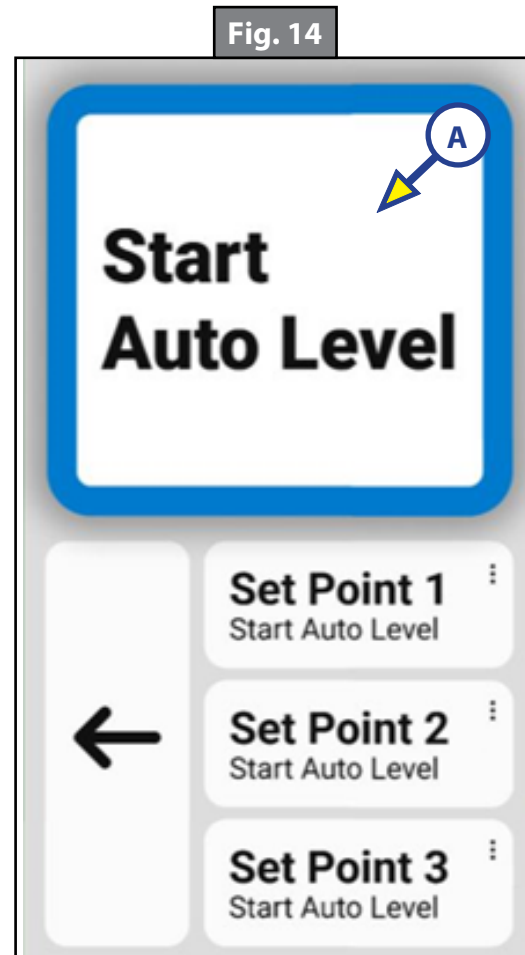 Fig. 14
A
Start
Auto Level
Set Point 1
Start Auto Level
Set Point 2
Start Auto Level
Set Point 3
Start Auto Level